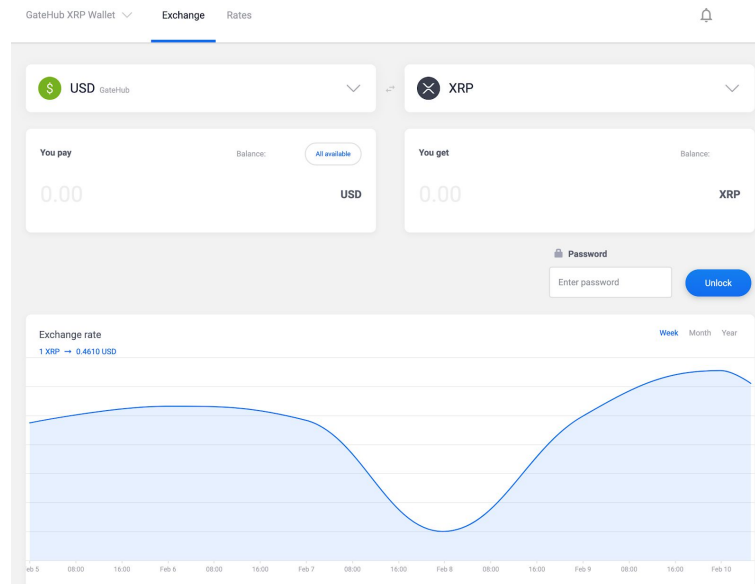 GateHub XRP Wallet Exchange Rates
$ USD GateHub
XRP
You pay Balance: All available
0.00 USD
You get Balance:
0.00 XRP
Password
Enter password Unlock
Exchange rate Week Month Year
1 XRP → 0.4610 USD
eb 5 08:00 16:00 Feb 6 08:00 16:00 Feb 7 08:00 16:00 Feb 8 08:00 16:00 Feb 9 08:00 16:00 Feb 10